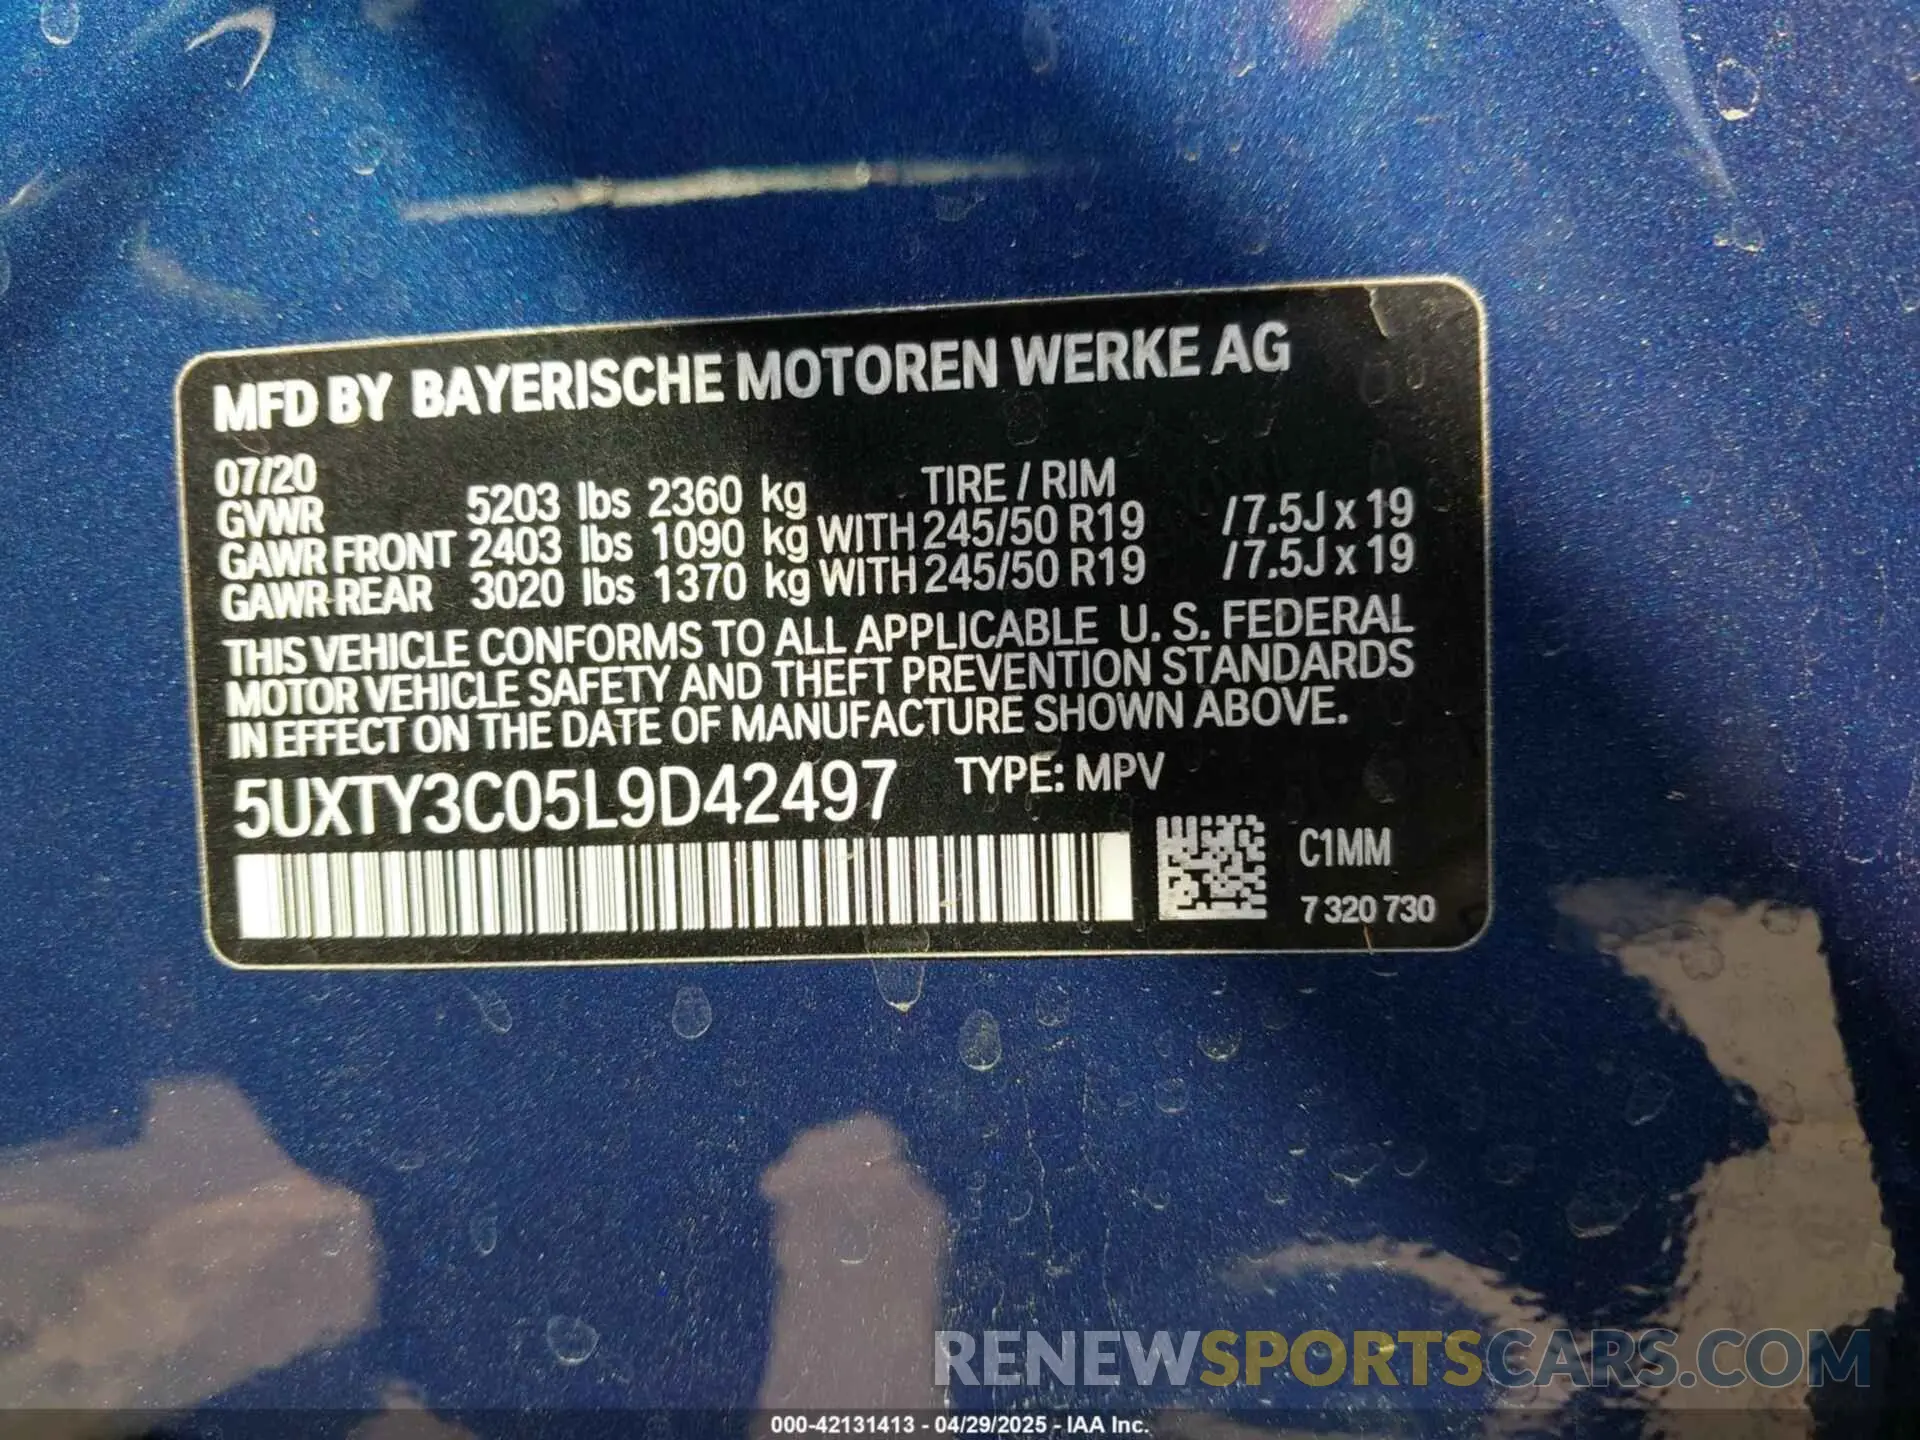 MFD BY BAYERISCHE MOTOREN WERKE AG
07/20 TIRE / RIM
GVWR 5203 lbs 2360 kg
GAWR FRONT 2403 lbs 1090 kg WITH 245/50 R19 /7.5J x 19
GAWR REAR 3020 lbs 1370 kg WITH 245/50 R19 /7.5J x 19
THIS VEHICLE CONFORMS TO ALL APPLICABLE U. S. FEDERAL
MOTOR VEHICLE SAFETY AND THEFT PREVENTION STANDARDS
IN EFFECT ON THE DATE OF MANUFACTURE SHOWN ABOVE.
5UXTY3C05L9D42497 TYPE: MPV
C1MM
7 320 730
RENEWSPORTSCARS.COM
000-42131413 - 04/29/2025 - IAA Inc.